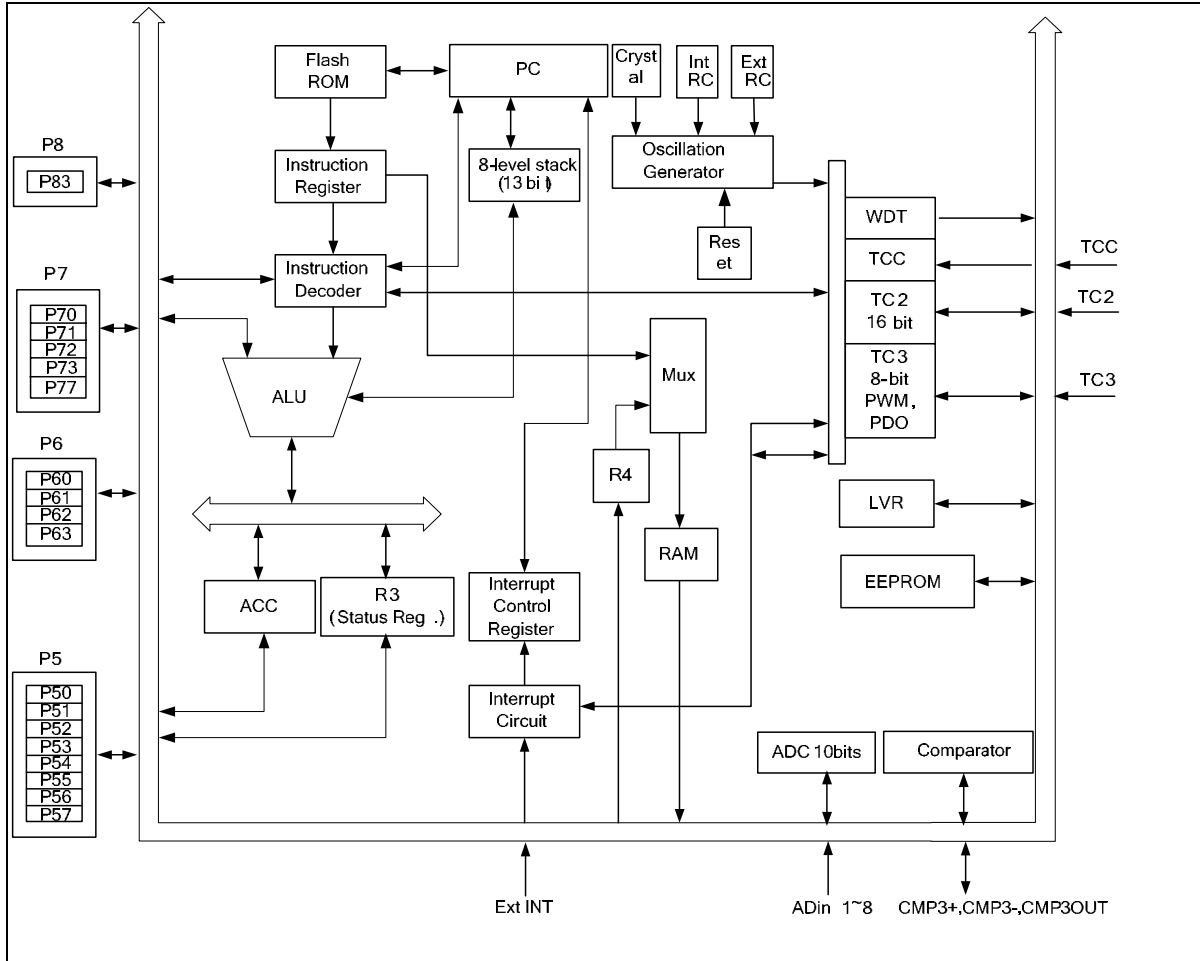 Flash
ROM
PC
Cryst
al
Int
RC
Ext
RC
P8
P83
Instruction
Register
8-level stack
(13 bit)
Oscillation
Generator
Reset
Res
et
WDT
TCC
TCC
P7
P70
P71
P72
P73
P77
Instruction
Decoder
TC2
16 bit
TC2
TC3
8-bit
PWM,
PDO
TC3
ALU
Mux
P6
P60
P61
P62
P63
R4
LVR
RAM
EEPROM
ACC
R3
(Status Reg .)
Interrupt
Control
Register
P5
P50
P51
P52
P53
P54
P55
P56
P57
Interrupt
Circuit
ADC 10bits
Comparator
Ext INT
ADin 1~8
CMP3+,CMP3-,CMP3OUT